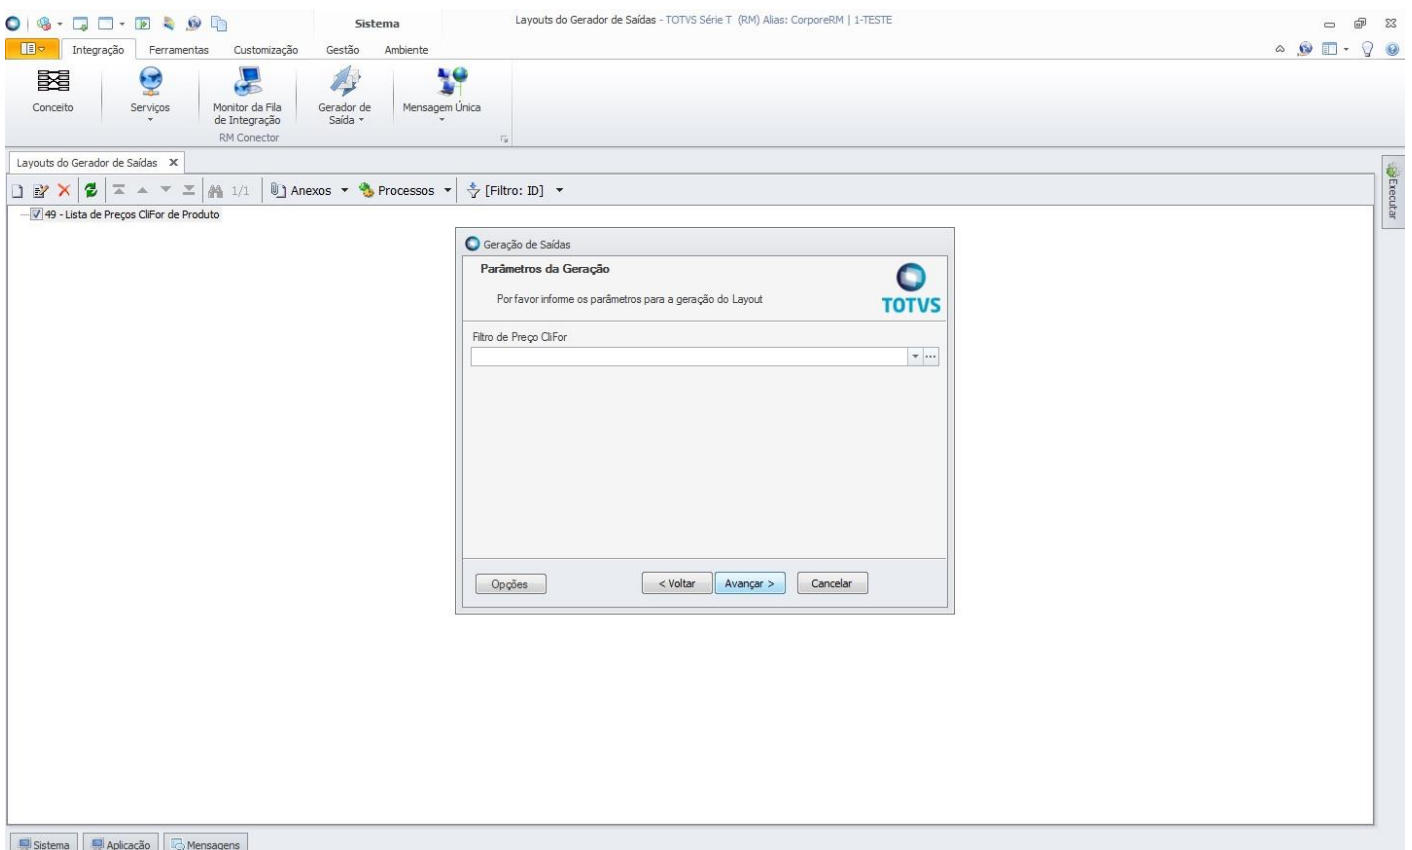 Sistema
Layouts do Gerador de Saídas - TOTVS Série T (RM) Alias: CorporeRM | 1-TESTE
Integração Ferramentas Customização Gestão Ambiente
Conceito Serviços Monitor da Fila de Integração Gerador de Saída Mensagem Única
RM Conector
Layouts do Gerador de Saídas X
1/1 Anexos Processos [Filtro: ID]
Executar
49 - Lista de Preços CliFor de Produto
Geração de Saídas
Parâmetros da Geração
Por favor informe os parâmetros para a geração do Layout
TOTVS
Filtro de Preço CliFor
Opções < Voltar Avançar > Cancelar
Sistema Aplicação Mensagens